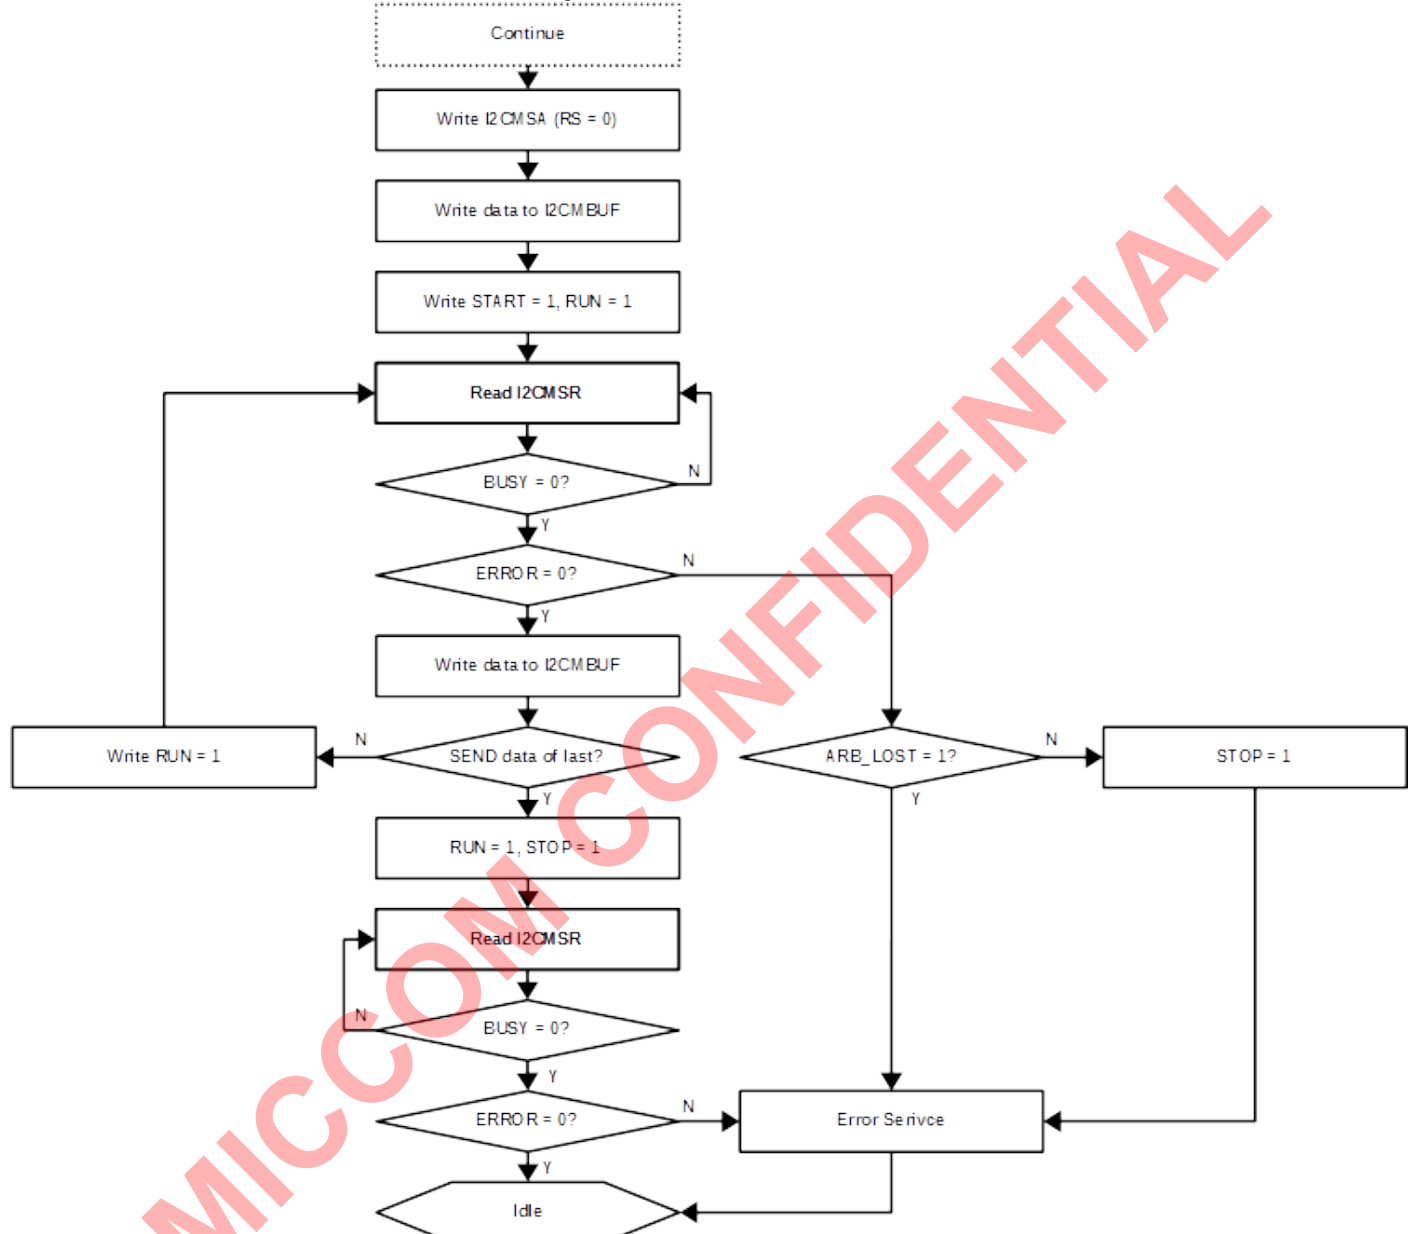 Continue
Write I2CMSA (RS = 0)
Write data to I2CMBUF
Write START = 1, RUN = 1
Read I2CMSR
BUSY = 0?
N
Y
ERROR = 0?
N
Y
Write data to I2CMBUF
Write RUN = 1
N
SEND data of last?
Y
ARB_LOST = 1?
N
Y
STOP = 1
RUN = 1, STOP = 1
Read I2CMSR
N
BUSY = 0?
Y
ERROR = 0?
N
Y
Error Serivce
Idle
MICCOM CONFIDENTIAL